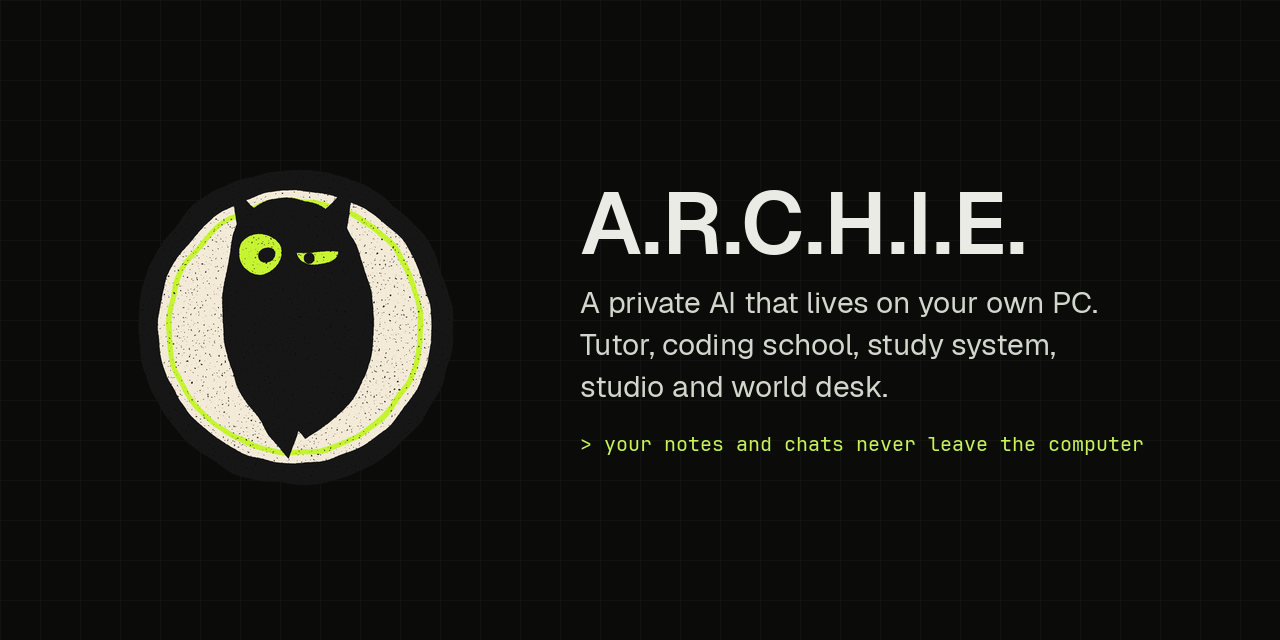 A.R.C.H.I.E.
A private AI that lives on your own PC.
Tutor, coding school, study system,
studio and world desk.
> your notes and chats never leave the computer